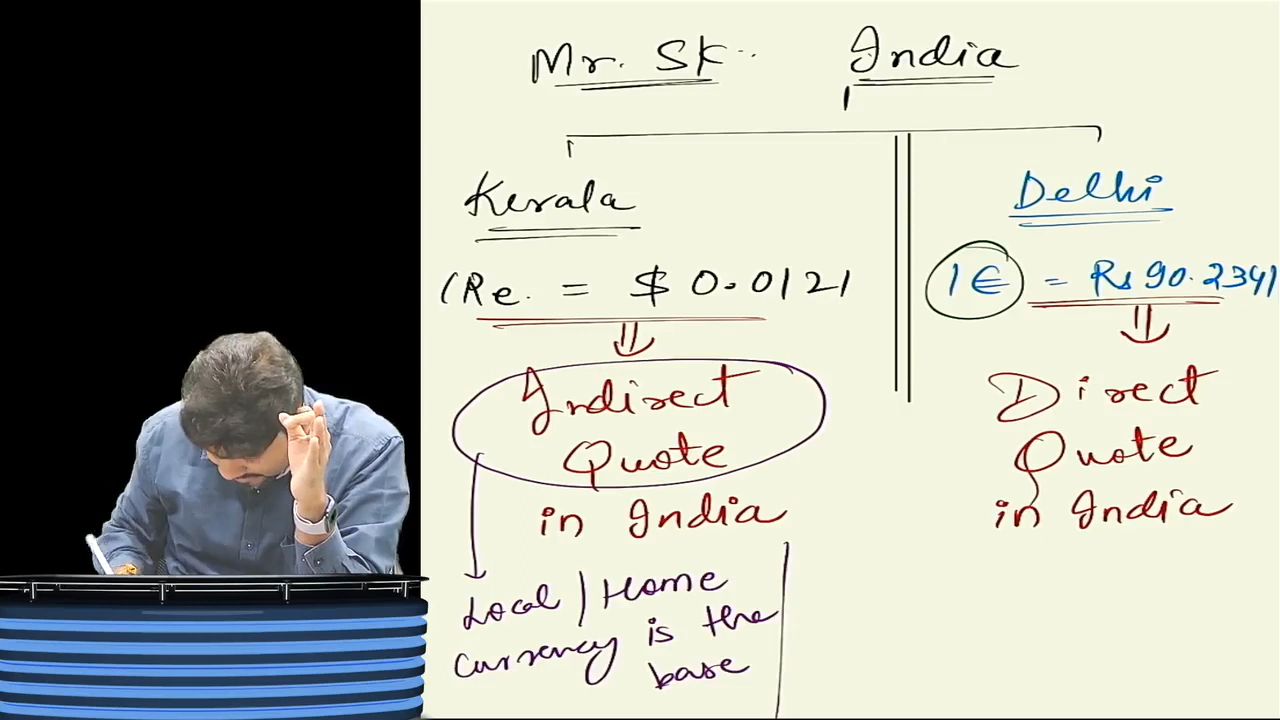 Mr. SK.. India
Kerala
1 Re. = $ 0.0121
Indirect
Quote
in India
Local / Home
currency is the
base
Delhi
1 € = Rs 90.2341
Direct
Quote
in India